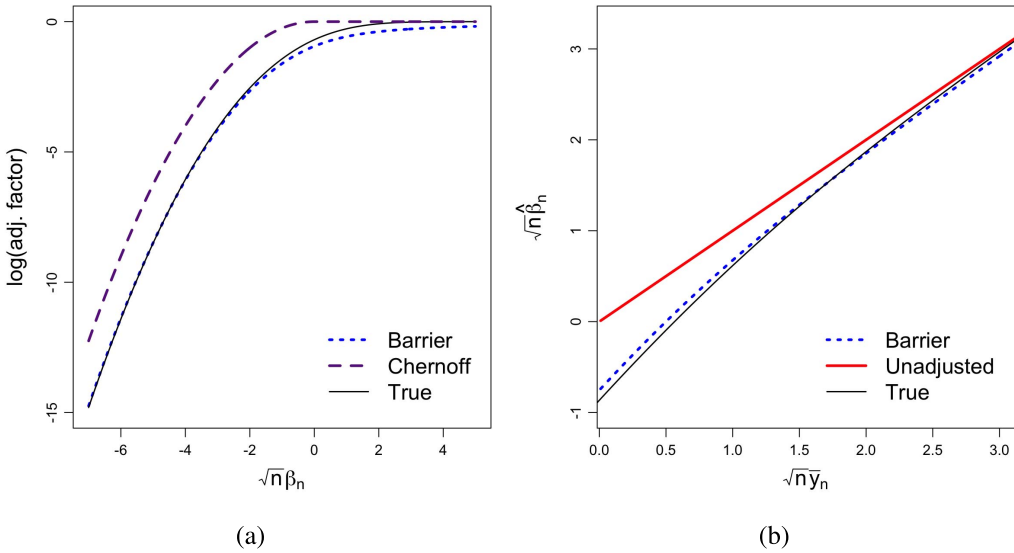 log(adj. factor)
0
-5
-10
-15
Barrier
Chernoff
True
-6 -4 -2 0 2 4
√nβₙ
(a)
√nβ̂ₙ
3
2
1
0
-1
Barrier
Unadjusted
True
0.0 0.5 1.0 1.5 2.0 2.5 3.0
√nȳₙ
(b)